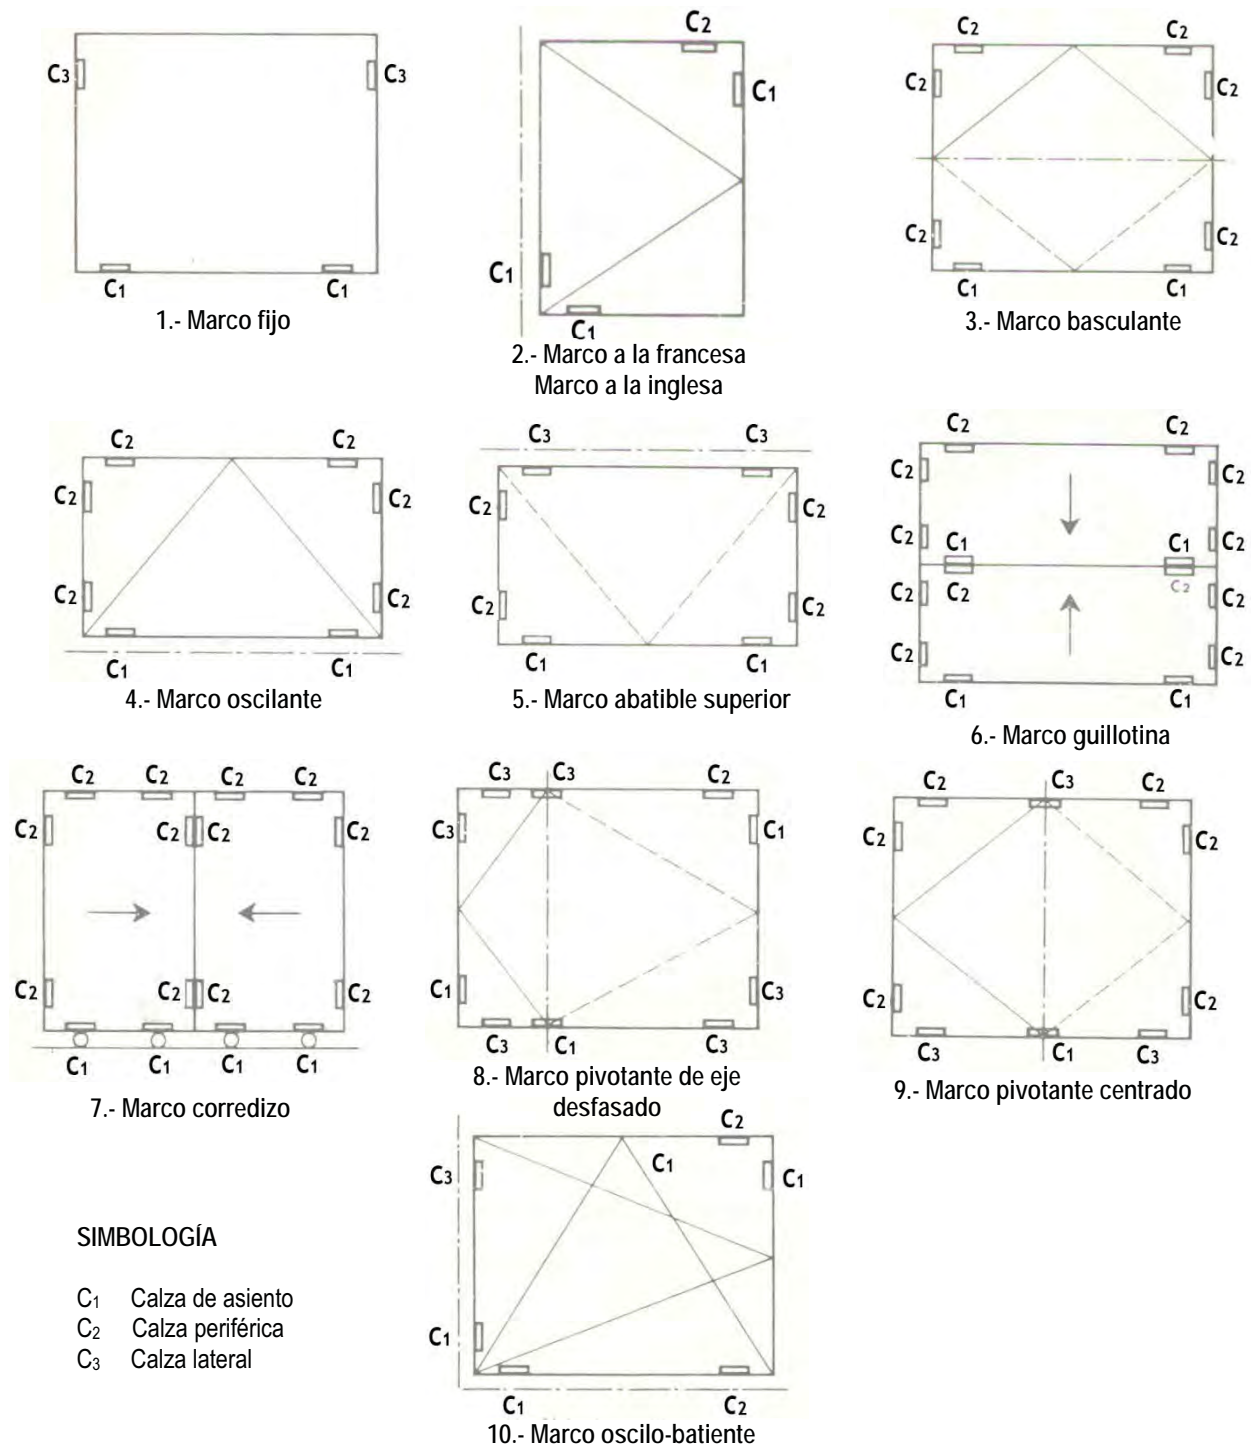 C2
C3 C3
C1
C1
C1
C1 C1
1.- Marco fijo
2.- Marco a la francesa
Marco a la inglesa
C2 C2
C2 C2
C2 C2
C1 C1
3.- Marco basculante
C2 C2
C2 C2
C2 C2
C1 C1
4.- Marco oscilante
C3 C3
C2 C2
C2 C2
C1 C1
5.- Marco abatible superior
C2 C2
C2 C2
C2 C1 C1 C2
C2 C2 C2 C2
C2 C2
C1 C1
6.- Marco guillotina
C2 C2 C2 C2
C2 C2 C2 C2
C2 C2 C2 C2
C1 C1 C1 C1
7.- Marco corredizo
C3 C3 C2
C3 C1
C1 C3
C3 C1 C3
8.- Marco pivotante de eje
desfasado
C2 C3 C2
C2 C2
C2 C2
C3 C1 C3
9.- Marco pivotante centrado
C2
C3 C1 C1
C1
C1 C2
10.- Marco oscilo-batiente
SIMBOLOGÍA
C1 Calza de asiento
C2 Calza periférica
C3 Calza lateral